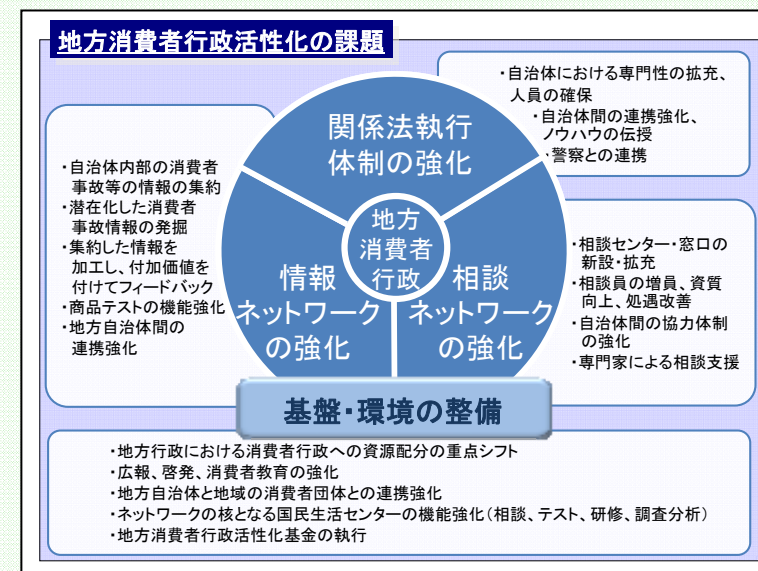 地方消費者行政活性化の課題
関係法執行
体制の強化
・自治体における専門性の拡充、
人員の確保
・自治体間の連携強化、
ノウハウの伝授
・警察との連携
・自治体内部の消費者
事故等の情報の集約
・潜在化した消費者
事故情報の発掘
・集約した情報を
加工し、付加価値を
付けてフィードバック
・商品テストの機能強化
・地方自治体間の
連携強化
地方
消費者
行政
情報
ネットワーク
の強化
相談
ネットワーク
の強化
・相談センター・窓口の
新設・拡充
・相談員の増員、資質
向上、処遇改善
・自治体間の協力体制
の強化
・専門家による相談支援
基盤・環境の整備
・地方行政における消費者行政への資源配分の重点シフト
・広報、啓発、消費者教育の強化
・地方自治体と地域の消費者団体との連携強化
・ネットワークの核となる国民生活センターの機能強化（相談、テスト、研修、調査分析）
・地方消費者行政活性化基金の執行